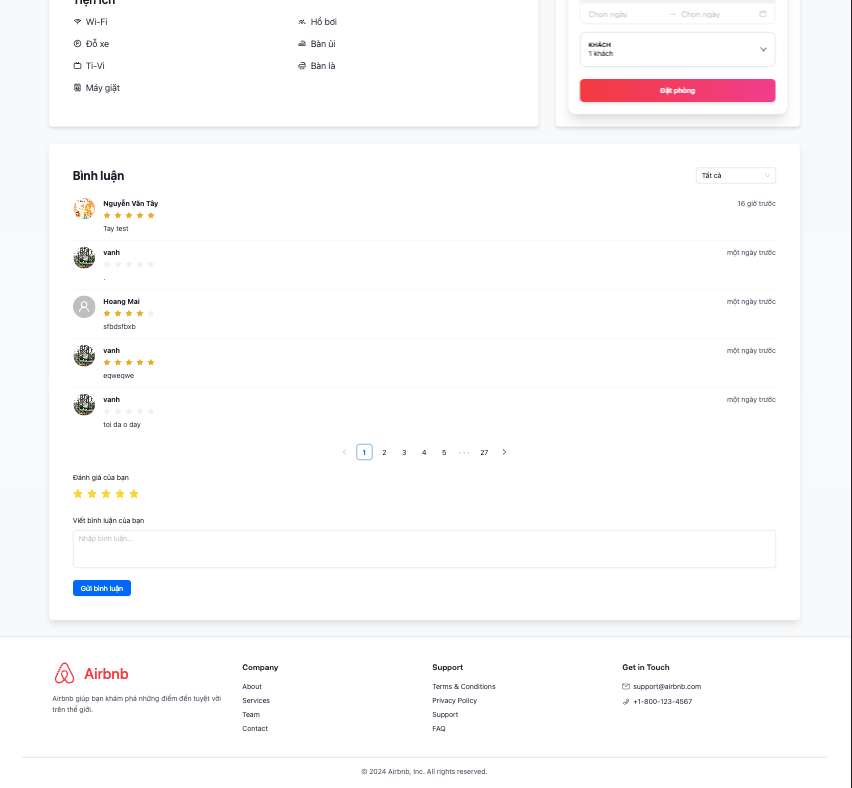 Tiện ích
Wi-Fi
Hồ bơi
Đỗ xe
Bàn ủi
Ti-Vi
Bàn là
Máy giặt
Chọn ngày
Chọn ngày
KHÁCH
1 khách
Đặt phòng
Bình luận
Tất cả
Nguyễn Văn Tây
16 giờ trước
Tay test
vanh
một ngày trước
.
Hoang Mai
một ngày trước
sfbdsfbxb
vanh
một ngày trước
eqweqwe
vanh
một ngày trước
toi da o day
1 2 3 4 5 ••• 27
Đánh giá của bạn
Viết bình luận của bạn
Nhập bình luận...
Gửi bình luận
Airbnb
Airbnb giúp bạn khám phá những điểm đến tuyệt vời
trên thế giới.
Company
About
Services
Team
Contact
Support
Terms & Conditions
Privacy Policy
Support
FAQ
Get in Touch
support@airbnb.com
+1-800-123-4567
© 2024 Airbnb, Inc. All rights reserved.